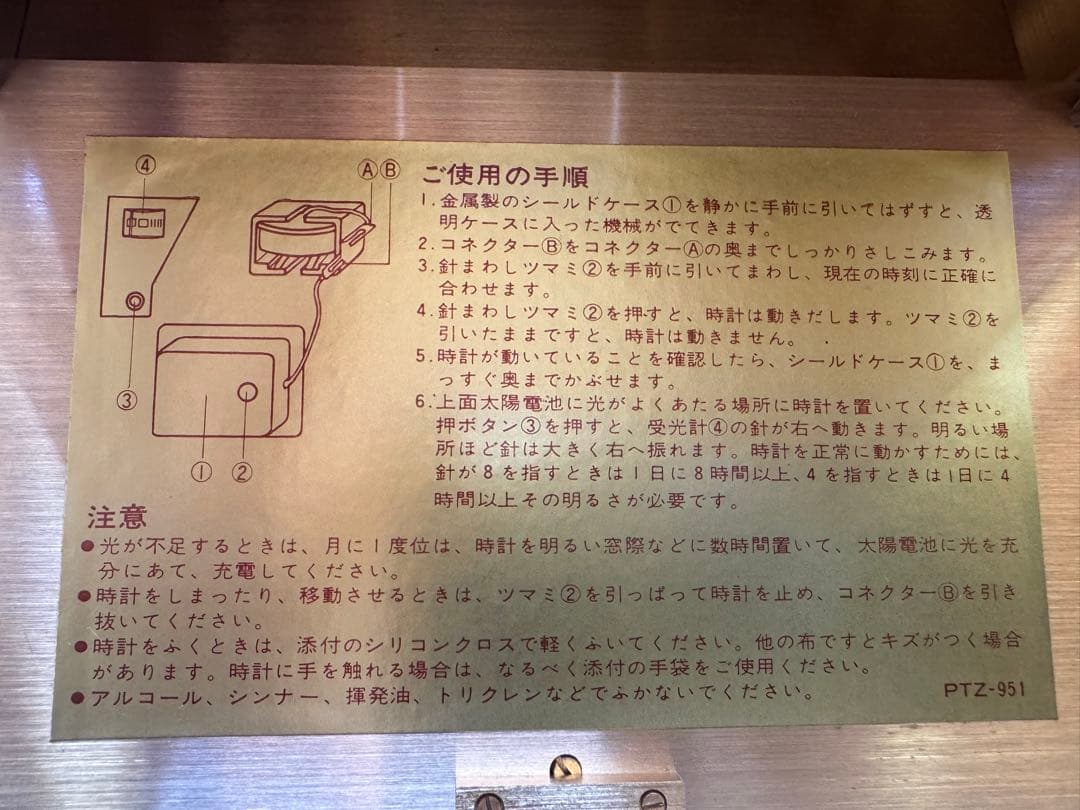 ④
ⒶⒷ
③
①
②
ご使用の手順
1.金属製のシールドケース①を静かに手前に引いてはずすと、透
明ケースに入った機械がでてきます。
2.コネクターⒷをコネクターⒶの奥までしっかりさしこみます。
3.針まわしツマミ②を手前に引いてまわし、現在の時刻に正確に
合わせます。
4.針まわしツマミ②を押すと、時計は動きだします。ツマミ②を
引いたままですと、時計は動きません。
5.時計が動いていることを確認したら、シールドケース①を、ま
っすぐ奥までかぶせます。
6.上面太陽電池に光がよくあたる場所に時計を置いてください。
押ボタン③を押すと、受光計④の針が右へ動きます。明るい場
所ほど針は大きく右へ振れます。時計を正常に動かすためには、
針が8を指すときは1日に8時間以上、4を指すときは1日に4
時間以上その明るさが必要です。
注意
●光が不足するときは、月に1度位は、時計を明るい窓際などに数時間置いて、太陽電池に光を充
分にあて、充電してください。
●時計をしまったり、移動させるときは、ツマミ②を引っぱって時計を止め、コネクターⒷを引き
抜いてください。
●時計をふくときは、添付のシリコンクロスで軽くふいてください。他の布ですとキズがつく場合
があります。時計に手を触れる場合は、なるべく添付の手袋をご使用ください。
●アルコール、シンナー、揮発油、トリクレンなどでふかないでください。
PTZ-951